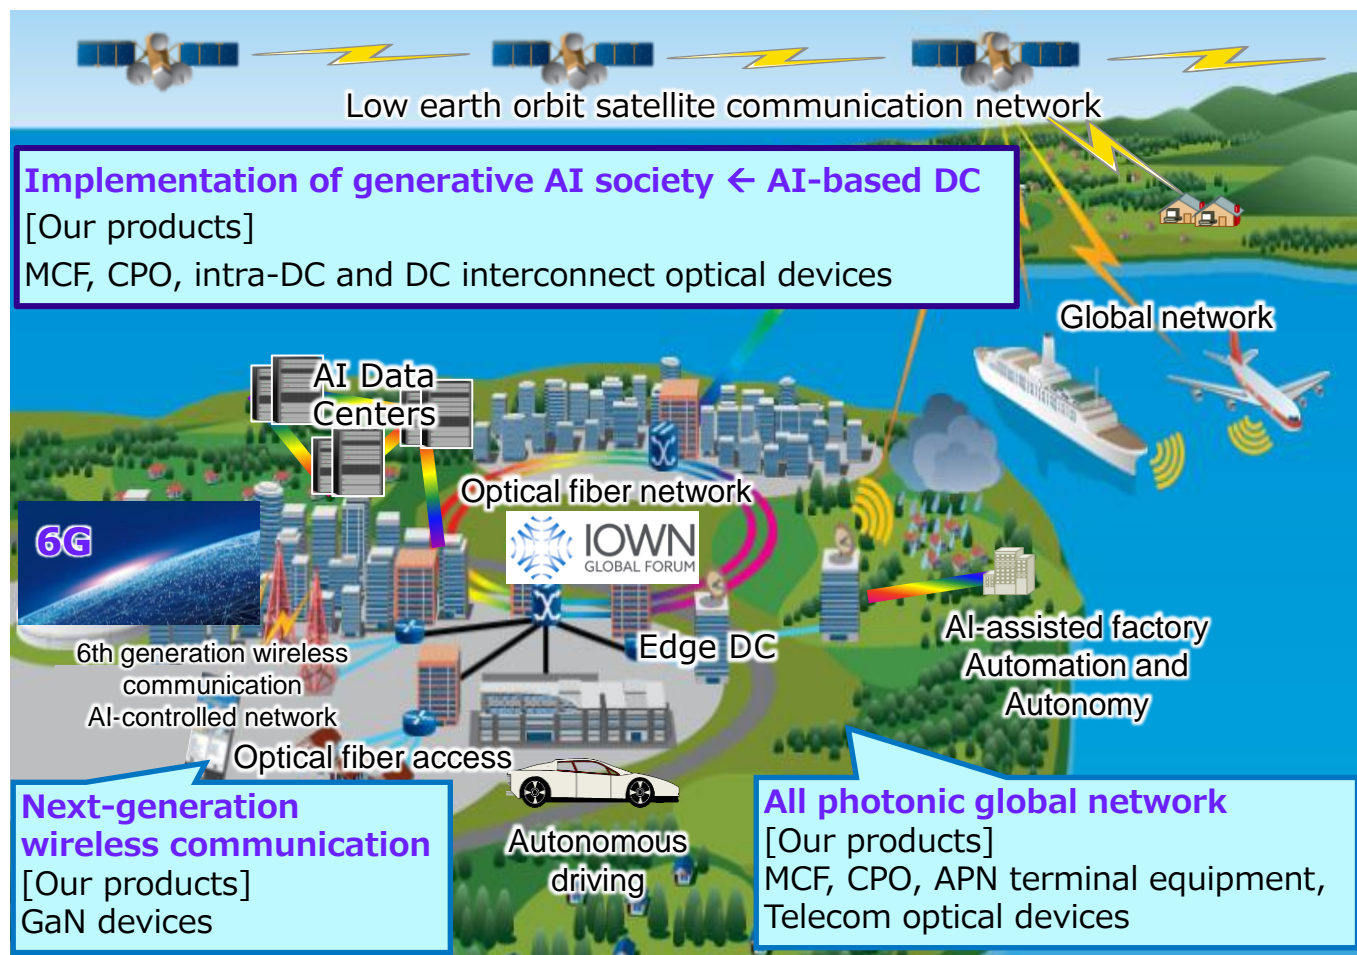 Low earth orbit satellite communication network
Implementation of generative AI society ← AI-based DC
[Our products]
MCF, CPO, intra-DC and DC interconnect optical devices
Global network
AI Data
Centers
Optical fiber network
IOWN
GLOBAL FORUM
6G
6th generation wireless
communication
AI-controlled network
Edge DC
AI-assisted factory
Automation and
Autonomy
Optical fiber access
Next-generation
wireless communication
[Our products]
GaN devices
Autonomous
driving
All photonic global network
[Our products]
MCF, CPO, APN terminal equipment,
Telecom optical devices